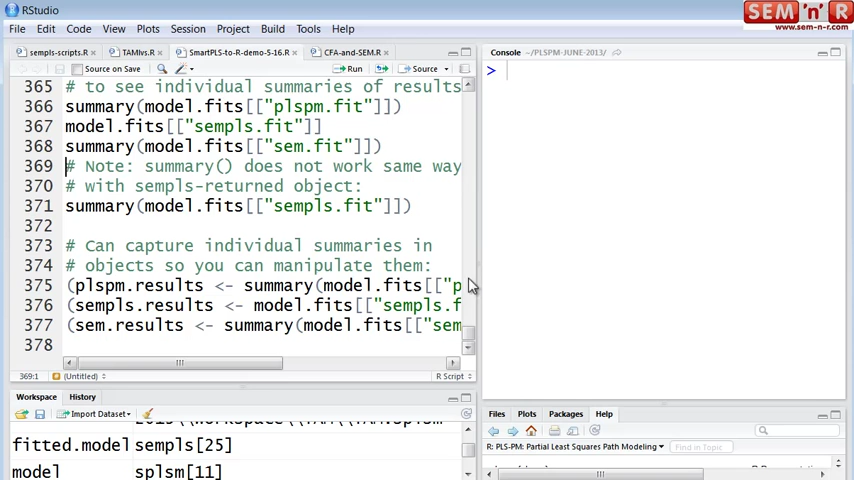 RStudio
SEM 'n' R
www.sem-n-r.com
File Edit Code View Plots Session Project Build Tools Help
sempls-scripts.R TAMlvs.R SmartPLS-to-R-demo-5-16.R CFA-and-SEM.R
Source on Save Run Source
365 # to see individual summaries of results
366 summary(model.fits[["plspm.fit"]])
367 model.fits[["sempls.fit"]]
368 summary(model.fits[["sem.fit"]])
369 # Note: summary() does not work same way
370 # with sempls-returned object:
371 summary(model.fits[["sempls.fit"]])
372
373 # Can capture individual summaries in
374 # objects so you can manipulate them:
375 (plspm.results <- summary(model.fits[["p
376 (sempls.results <- model.fits[["sempls.f
377 (sem.results <- summary(model.fits[["sem
378
369:1 (Untitled) R Script
Workspace History
Import Dataset
fitted.model sempls[25]
model splsm[11]
Console ~/PLSPM-JUNE-2013/
>
Files Plots Packages Help
R: PLS-PM: Partial Least Squares Path Modeling Find in Topic